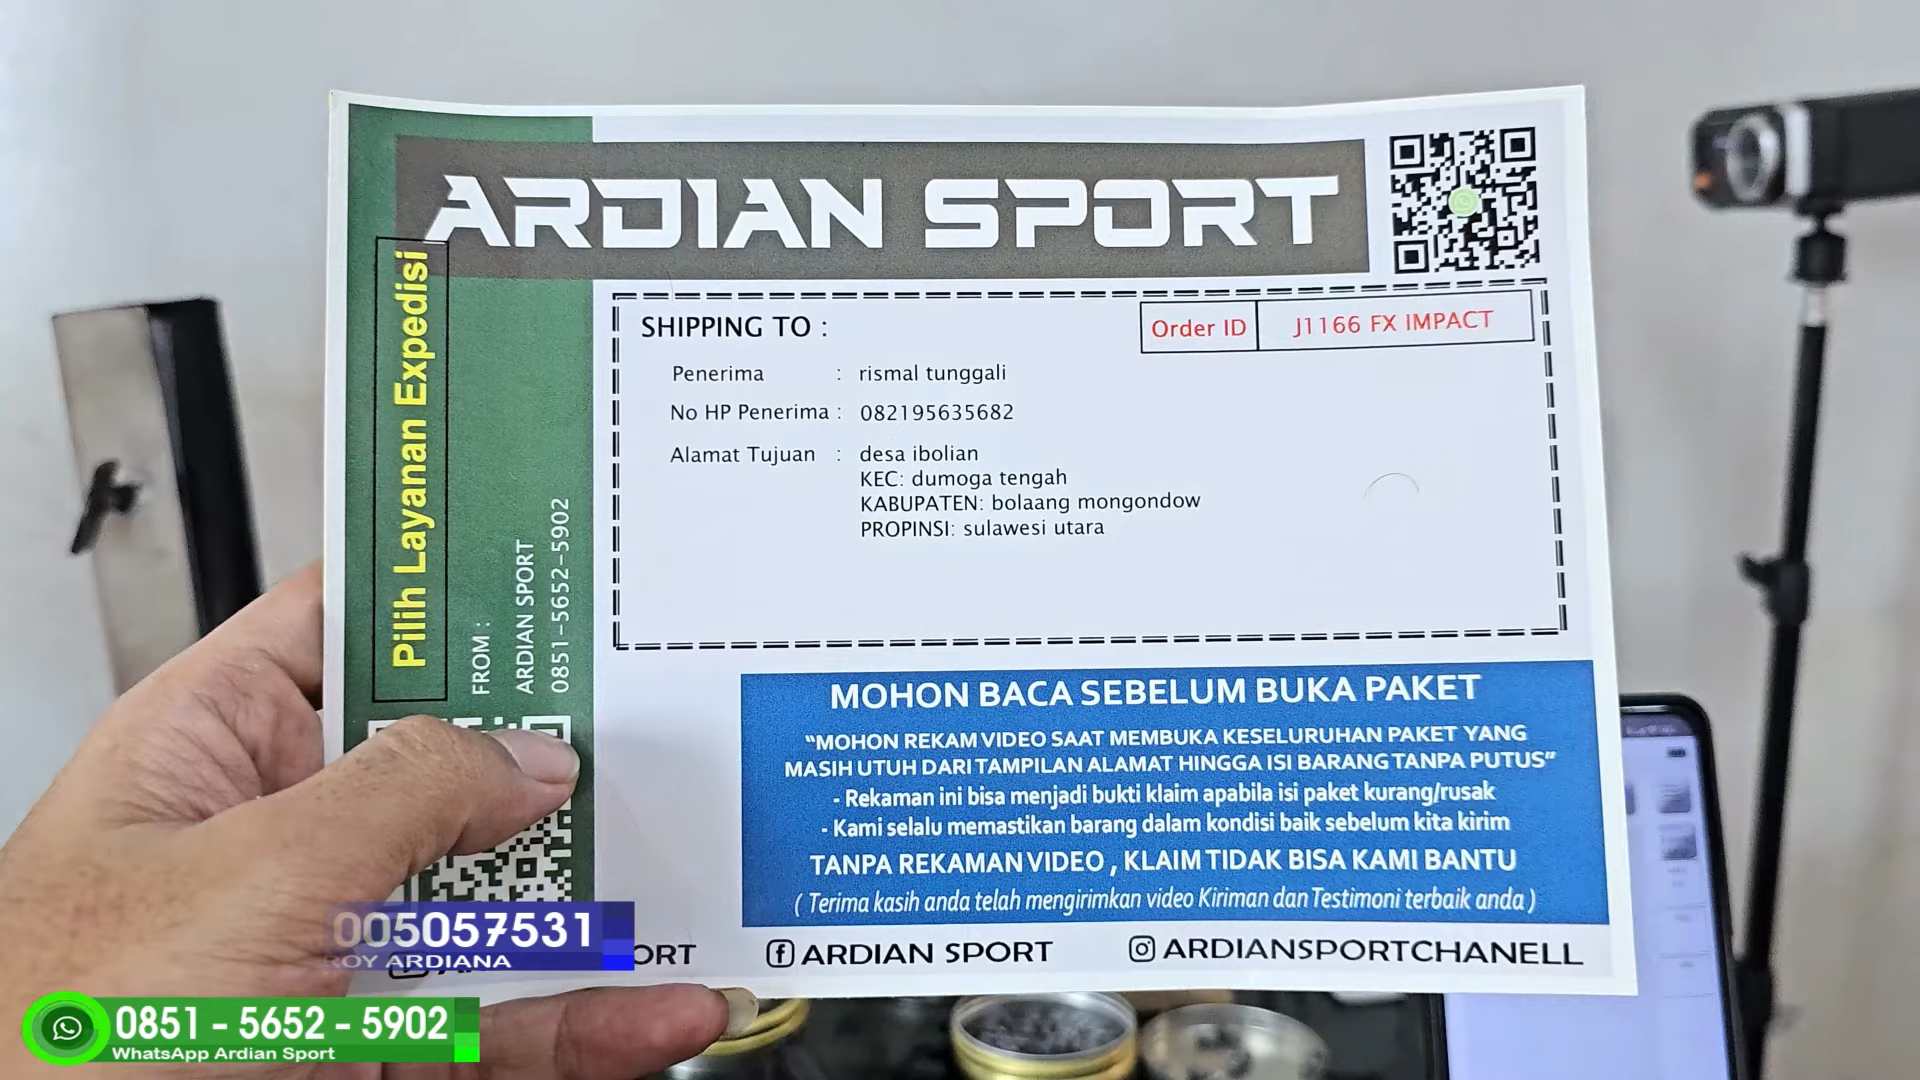 ARDIAN SPORT
Pilih Layanan Expedisi
FROM :
ARDIAN SPORT
0851-5652-5902
SHIPPING TO :
Order ID J1166 FX IMPACT
Penerima : rismal tunggali
No HP Penerima : 082195635682
Alamat Tujuan : desa ibolian
KEC: dumoga tengah
KABUPATEN: bolaang mongondow
PROPINSI: sulawesi utara
MOHON BACA SEBELUM BUKA PAKET
“MOHON REKAM VIDEO SAAT MEMBUKA KESELURUHAN PAKET YANG
MASIH UTUH DARI TAMPILAN ALAMAT HINGGA ISI BARANG TANPA PUTUS”
- Rekaman ini bisa menjadi bukti klaim apabila isi paket kurang/rusak
- Kami selalu memastikan barang dalam kondisi baik sebelum kita kirim
TANPA REKAMAN VIDEO , KLAIM TIDAK BISA KAMI BANTU
( Terima kasih anda telah mengirimkan video Kiriman dan Testimoni terbaik anda )
ARDIAN SPORT
ARDIANSPORTCHANELL
005057531
ROY ARDIANA
0851 - 5652 - 5902
WhatsApp Ardian Sport